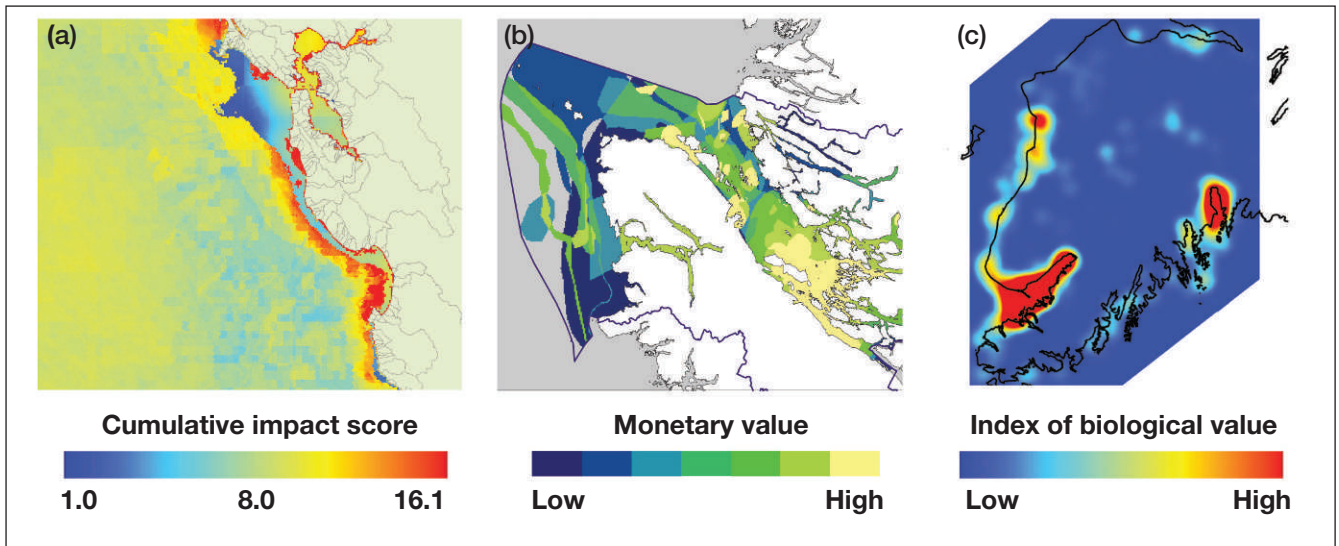 (a)
(b)
(c)
Cumulative impact score
1.0 8.0 16.1
Monetary value
Low High
Index of biological value
Low High